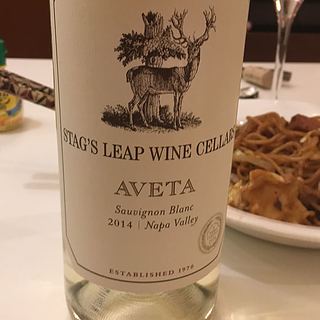 STAG'S LEAP WINE CELLARS
AVETA
Sauvignon Blanc
2014 | Napa Valley
ESTABLISHED 1970